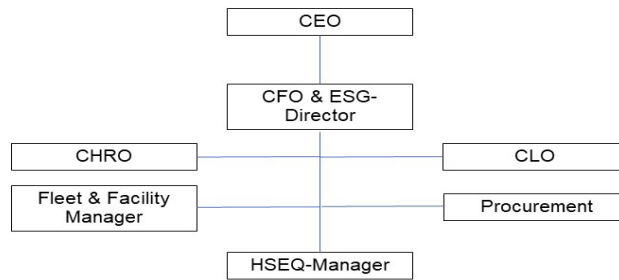 CEO
CFO & ESG-
Director
CHRO
CLO
Fleet & Facility
Manager
Procurement
HSEQ-Manager